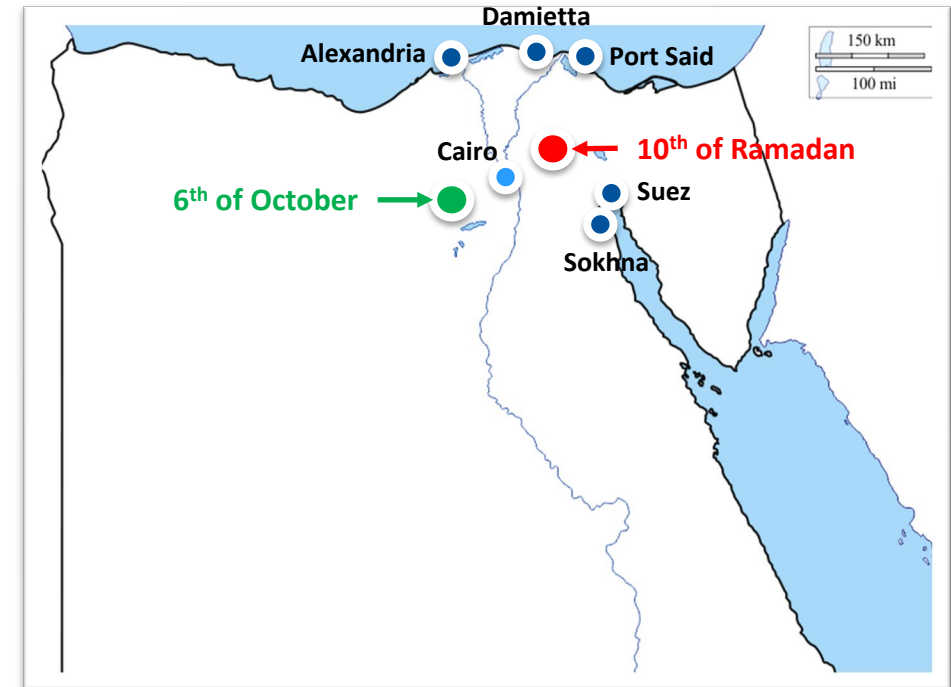 Damietta
Alexandria
Port Said
150 km
100 mi
Cairo
10th of Ramadan
6th of October
Suez
Sokhna